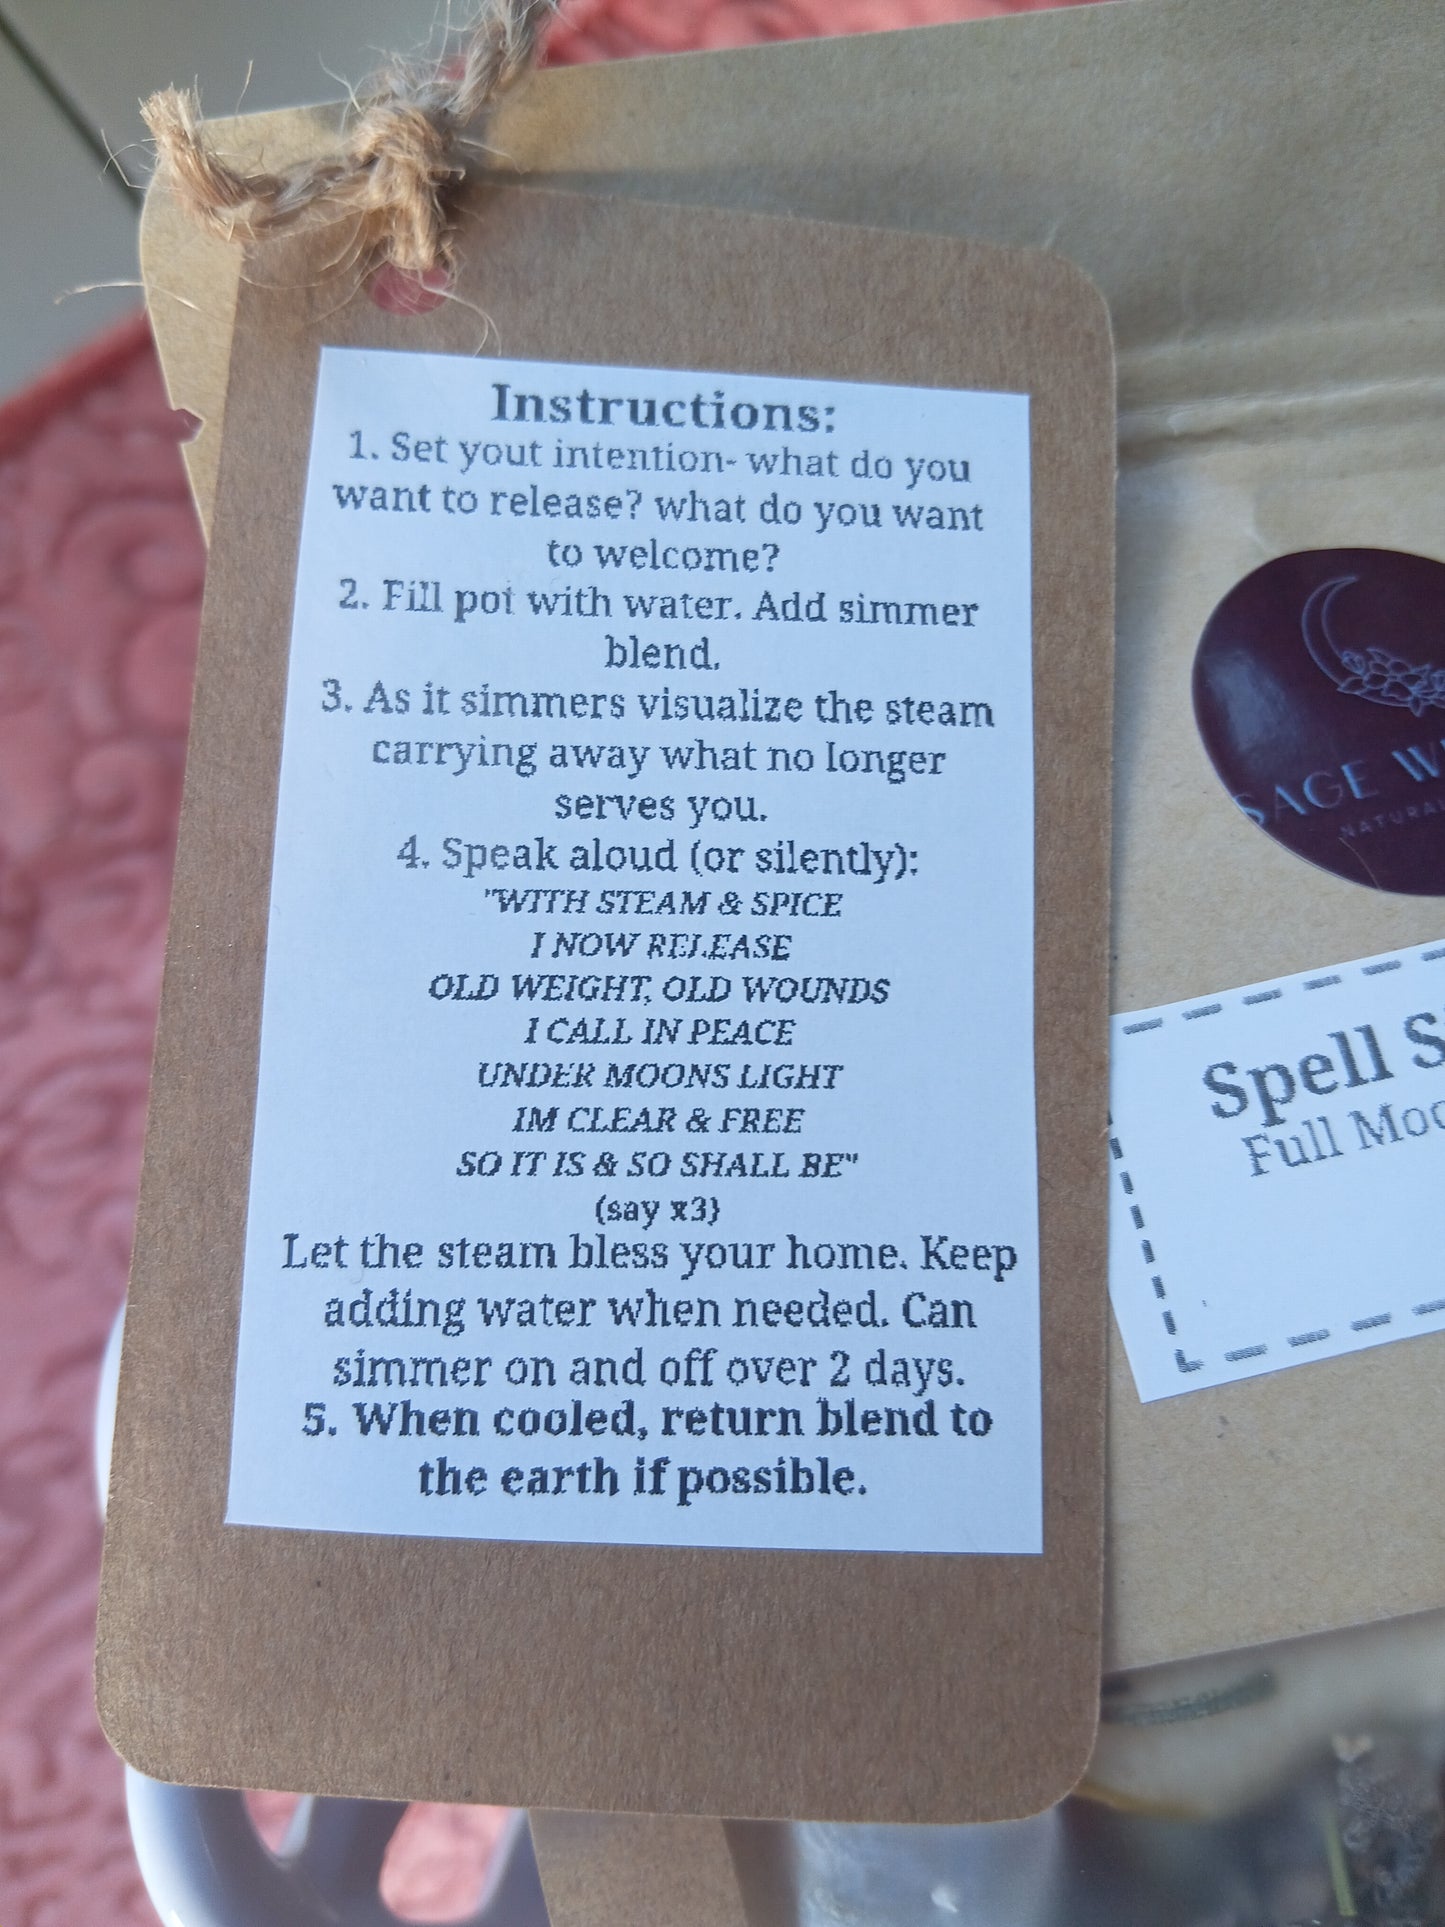 Instructions:
1. Set yout intention- what do you
want to release? what do you want
to welcome?
2. Fill pot with water. Add simmer
blend.
3. As it simmers visualize the steam
carrying away what no longer
serves you.
4. Speak aloud (or silently):
"WITH STEAM & SPICE
I NOW RELEASE
OLD WEIGHT, OLD WOUNDS
I CALL IN PEACE
UNDER MOONS LIGHT
IM CLEAR & FREE
SO IT IS & SO SHALL BE"
(say x3)
Let the steam bless your home. Keep
adding water when needed. Can
simmer on and off over 2 days.
5. When cooled, return blend to
the earth if possible.
SAGE W
NATURA
Spell S
Full Moo